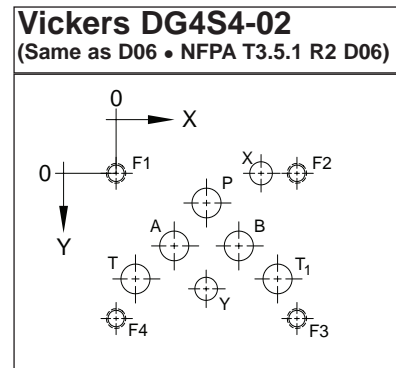 Vickers DG4S4-02
(Same as D06 • NFPA T3.5.1 R2 D06)
0
X
0
F1
X
F2
P
Y
A
B
T
T1
Y
F4
F3